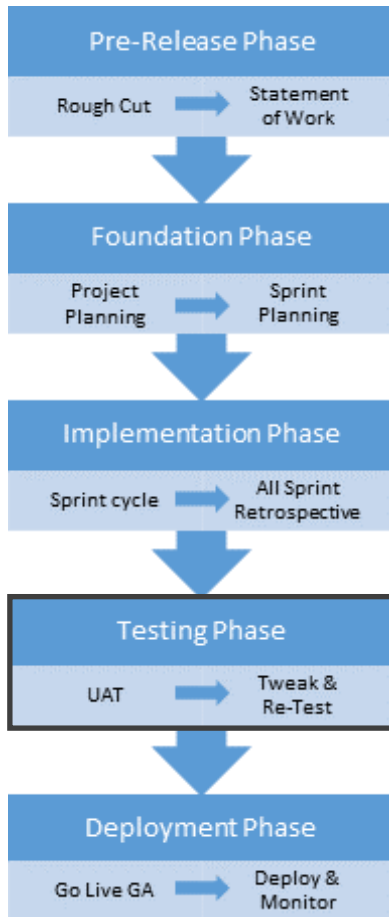 Pre-Release Phase
Rough Cut
Statement
of Work
Foundation Phase
Project
Planning
Sprint
Planning
Implementation Phase
Sprint cycle
All Sprint
Retrospective
Testing Phase
UAT
Tweak &
Re-Test
Deployment Phase
Go Live GA
Deploy &
Monitor